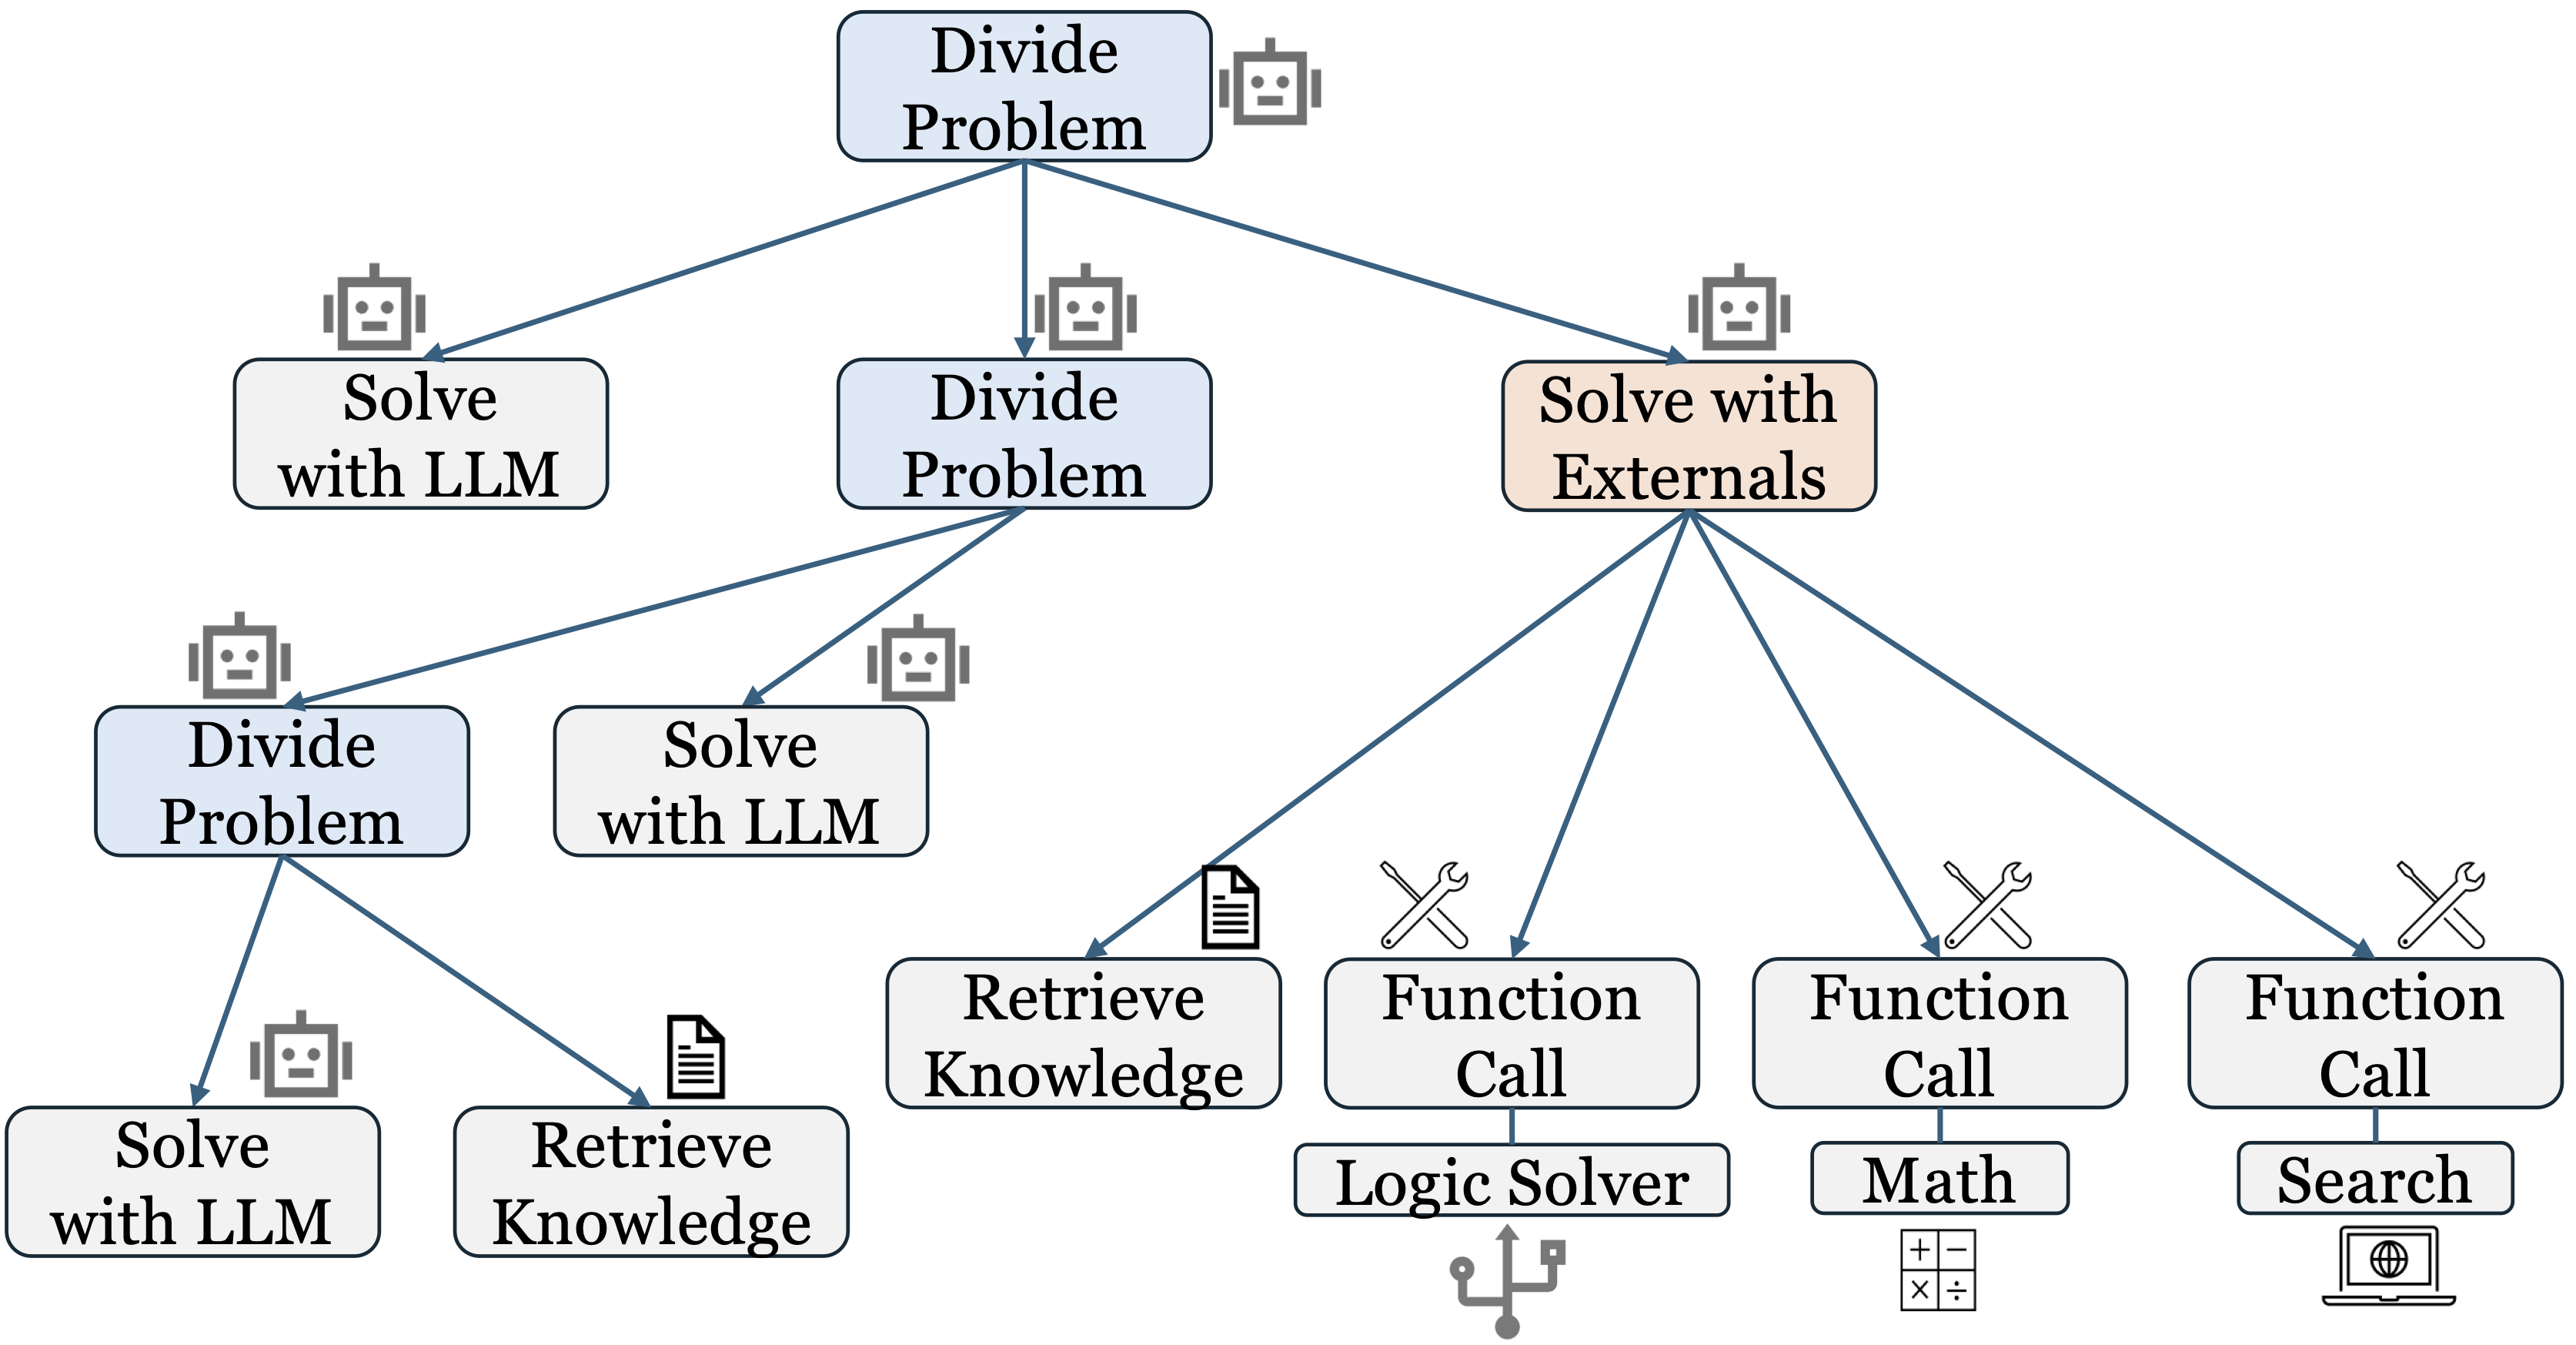 Divide
Problem
Solve
with LLM
Divide
Problem
Solve with
Externals
Divide
Problem
Solve
with LLM
Retrieve
Knowledge
Function
Call
Function
Call
Function
Call
Solve
with LLM
Retrieve
Knowledge
Logic Solver
Math
Search
+ −
× ÷